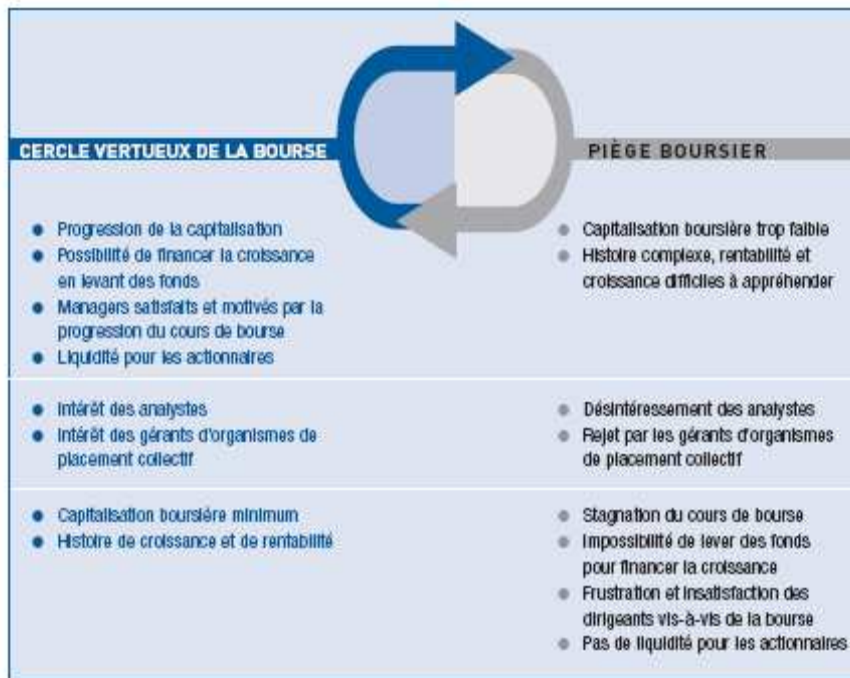 CERCLE VERTUEUX DE LA BOURSE
PIÈGE BOURSIER
Progression de la capitalisation
Possibilité de financer la croissance
en levant des fonds
Managers satisfaits et motivés par la
progression du cours de bourse
Liquidité pour les actionnaires
Capitalisation boursière trop faible
Histoire complexe, rentabilité et
croissance difficiles à appréhender
Intérêt des analystes
Intérêt des gérants d'organismes de
placement collectif
Désintéressement des analystes
Rejet par les gérants d'organismes
de placement collectif
Capitalisation boursière minimum
Histoire de croissance et de rentabilité
Stagnation du cours de bourse
Impossibilité de lever des fonds
pour financer la croissance
Frustration et insatisfaction des
dirigeants vis-à-vis de la bourse
Pas de liquidité pour les actionnaires